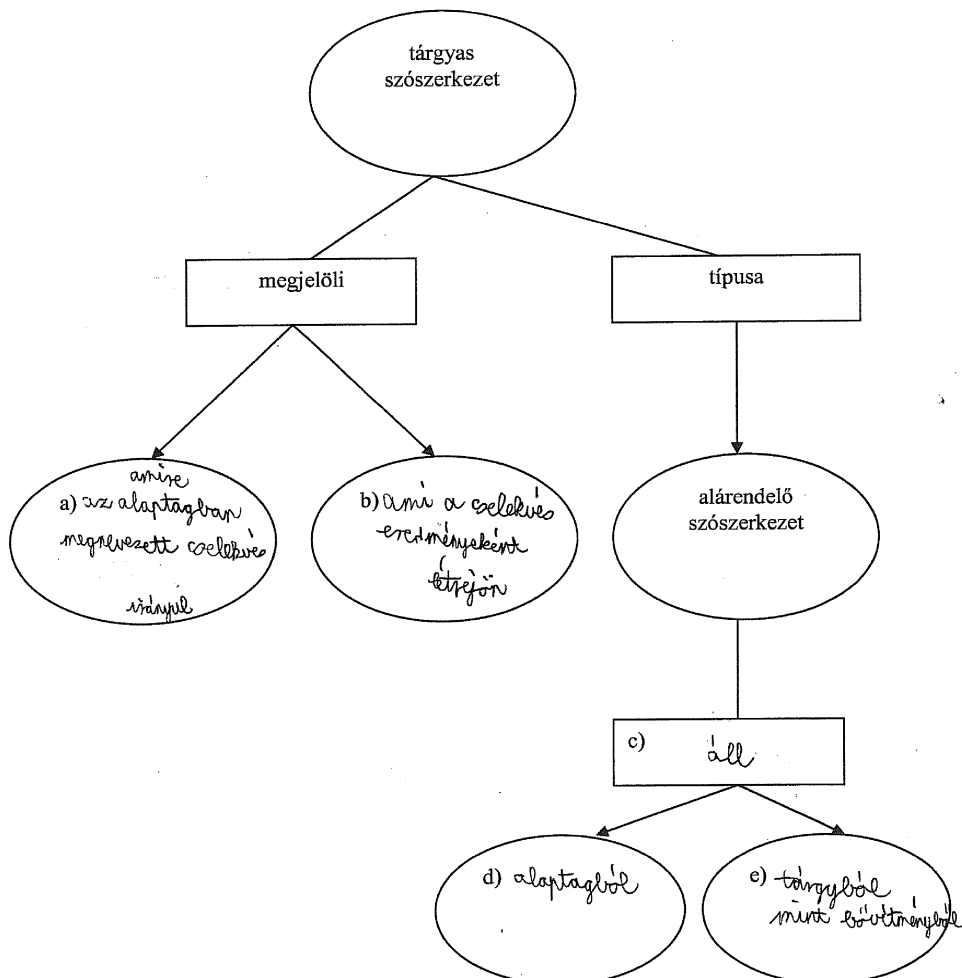 tárgyas
szószerkezet
megjelöli
típusa
amire
a) az alaptagban
megnevezett cselekvés
irányul
b) ami a cselekvés
eredményeként
létrejön
alárendelő
szószerkezet
c) áll
d) alaptagból
e) tárgyból
mint bővítményből